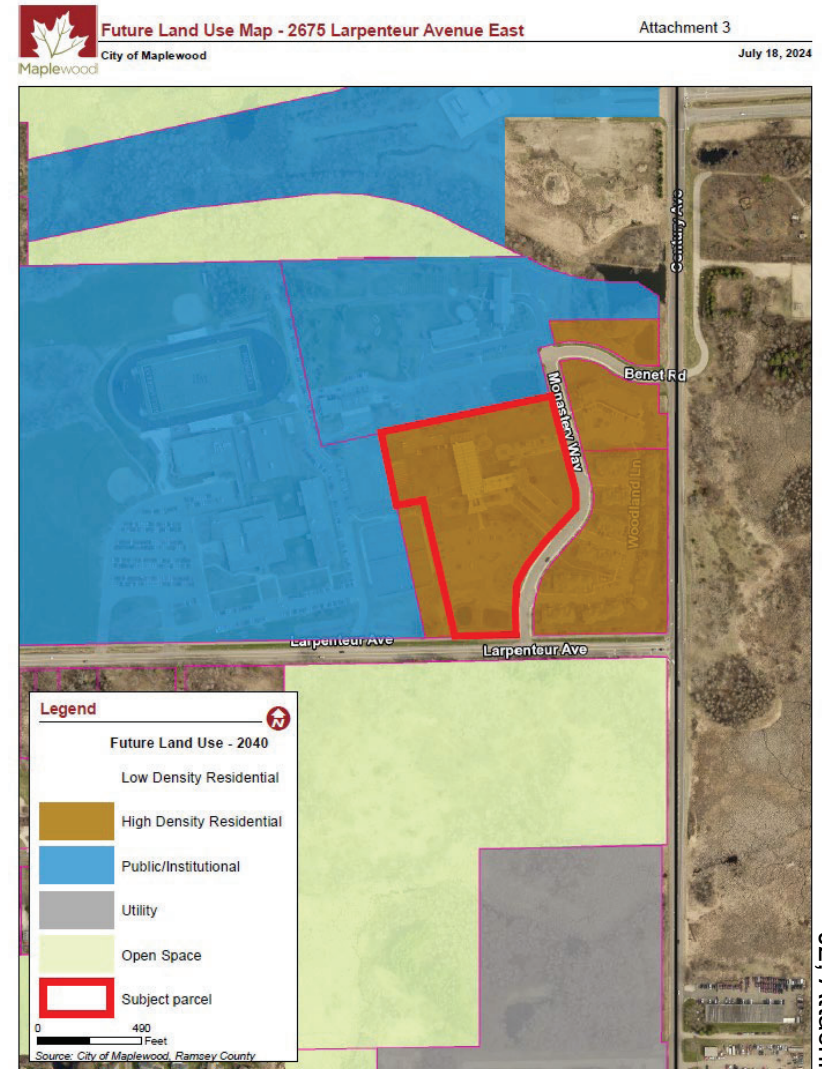 Future Land Use Map - 2675 Larpenteur Avenue East
Attachment 3
City of Maplewood
July 18, 2024
Maplewood
Century Ave
Benet Rd
Monastery Way
Woodland Ln
Larpenteur Ave
Larpenteur Ave
Legend
N
Future Land Use - 2040
Low Density Residential
High Density Residential
Public/Institutional
Utility
Open Space
Subject parcel
0 490
Feet
Source: City of Maplewood, Ramsey County